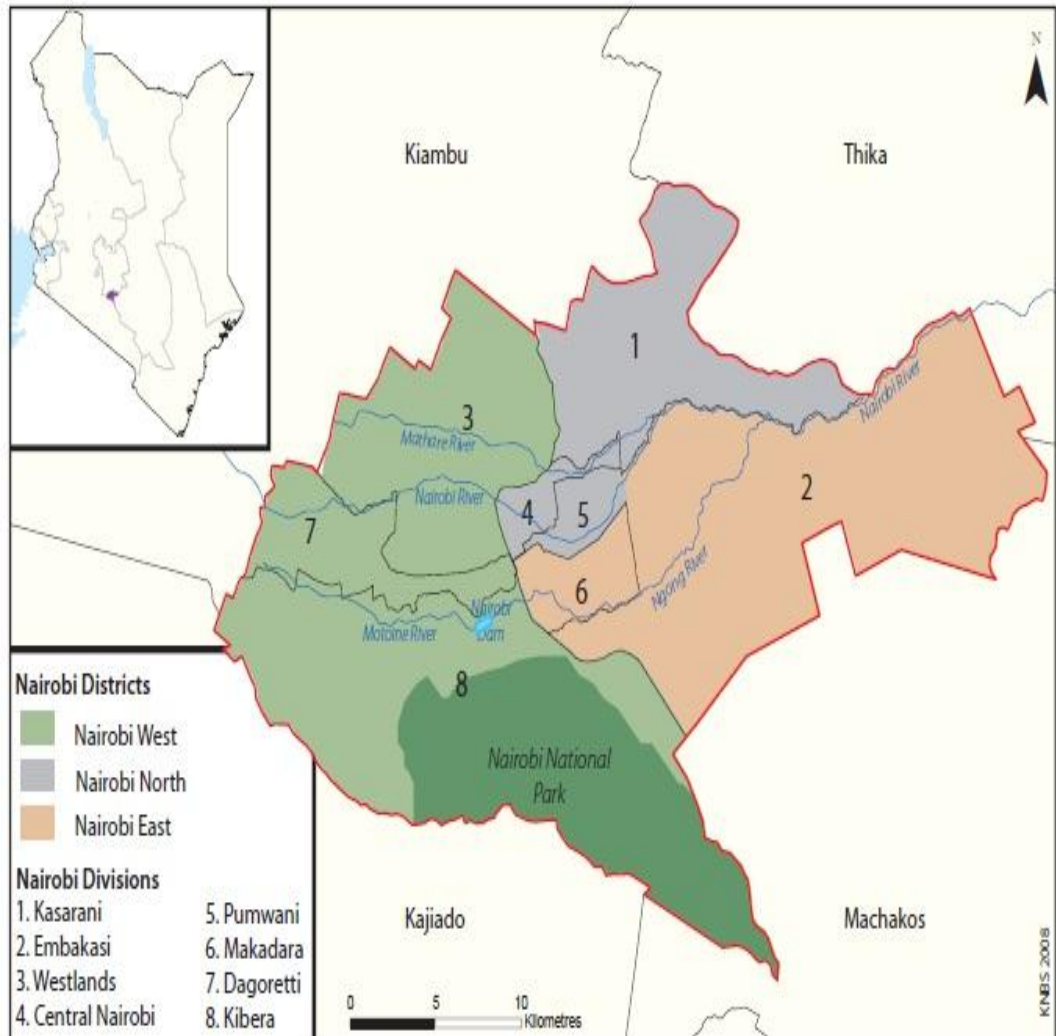 N
Kiambu
Thika
1
3
Mathare River
Nairobi River
2
Nairobi River
4
5
7
6
Ngong River
Nairobi
Dam
Motoine River
8
Nairobi National
Park
Kajiado
Machakos
0 5 10
Kilometres
KNBS 2008
Nairobi Districts
Nairobi West
Nairobi North
Nairobi East
Nairobi Divisions
1. Kasarani
2. Embakasi
3. Westlands
4. Central Nairobi
5. Pumwani
6. Makadara
7. Dagoretti
8. Kibera